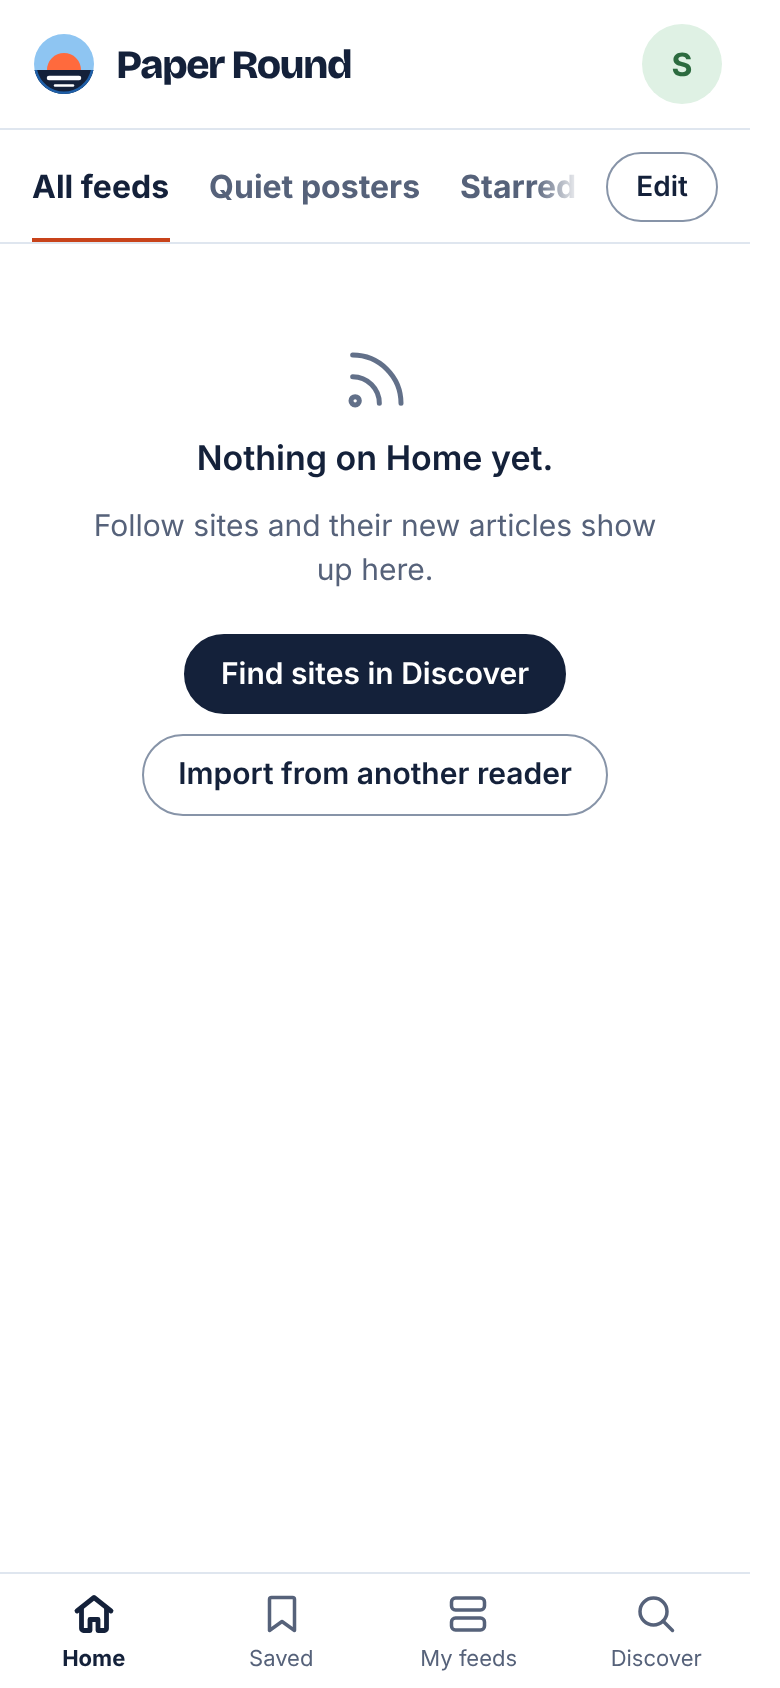 Paper Round
S
All feeds
Quiet posters
Starred
Edit
Nothing on Home yet.
Follow sites and their new articles show
up here.
Find sites in Discover
Import from another reader
Home
Saved
My feeds
Discover